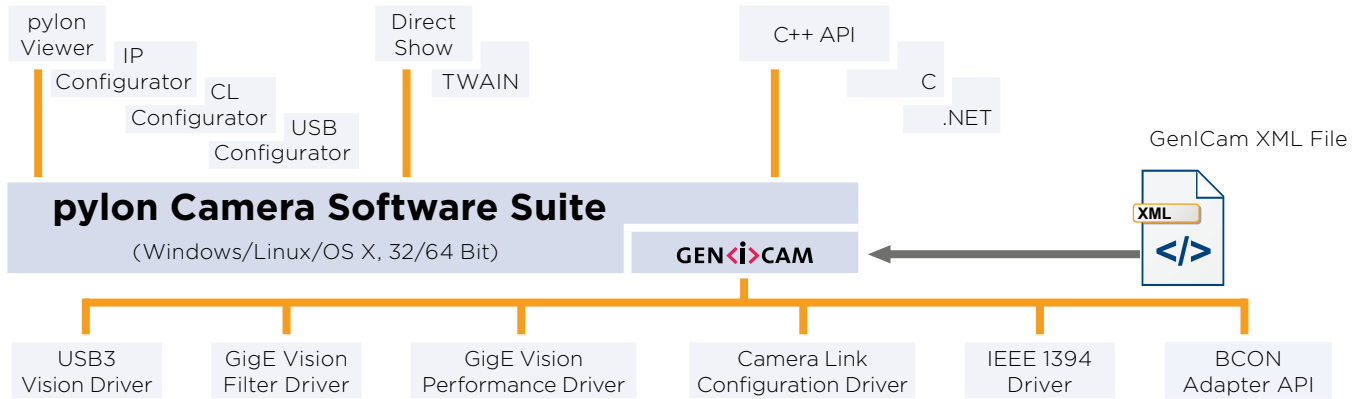 pylon
Viewer
IP
Configurator
CL
Configurator
USB
Configurator
Direct
Show
TWAIN
C++ API
C
.NET
GenICam XML File
XML
</>
pylon Camera Software Suite
(Windows/Linux/OS X, 32/64 Bit)
GEN<i>CAM
USB3
Vision Driver
GigE Vision
Filter Driver
GigE Vision
Performance Driver
Camera Link
Configuration Driver
IEEE 1394
Driver
BCON
Adapter API